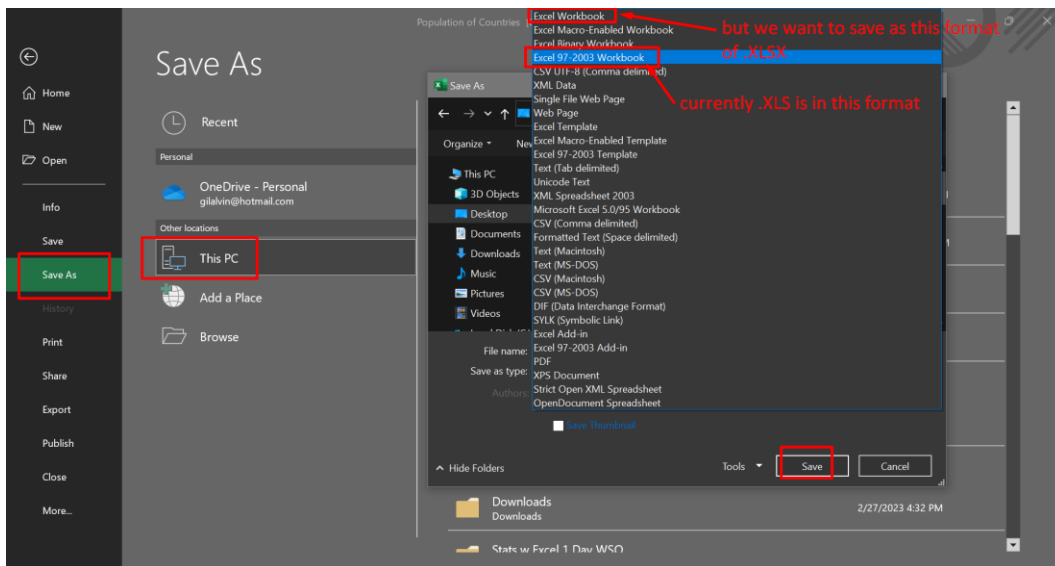 Population of Countries
Save As
Home
New
Open
Info
Save
Save As
History
Print
Share
Export
Publish
Close
More...
Recent
Personal
OneDrive - Personal
gilalvin@hotmail.com
Other locations
This PC
Add a Place
Browse
Save As
Organize
This PC
3D Objects
Desktop
Documents
Downloads
Music
Pictures
Videos
File name:
Save as type:
Authors:
Excel Workbook
Excel Macro-Enabled Workbook
Excel Binary Workbook
Excel 97-2003 Workbook
CSV UTF-8 (Comma delimited)
XML Data
Single File Web Page
Web Page
Excel Template
Excel Macro-Enabled Template
Excel 97-2003 Template
Text (Tab delimited)
Unicode Text
XML Spreadsheet 2003
Microsoft Excel 5.0/95 Workbook
CSV (Comma delimited)
Formatted Text (Space delimited)
Text (Macintosh)
Text (MS-DOS)
CSV (Macintosh)
CSV (MS-DOS)
DIF (Data Interchange Format)
SYLK (Symbolic Link)
Excel Add-in
Excel 97-2003 Add-in
PDF
XPS Document
Strict Open XML Spreadsheet
OpenDocument Spreadsheet
but we want to save as this format
of .XLSX
currently .XLS is in this format
Save Thumbnail
Hide Folders
Tools
Save
Cancel
Downloads
Downloads
2/27/2023 4:32 PM
Stats w Excel 1 Day WSO